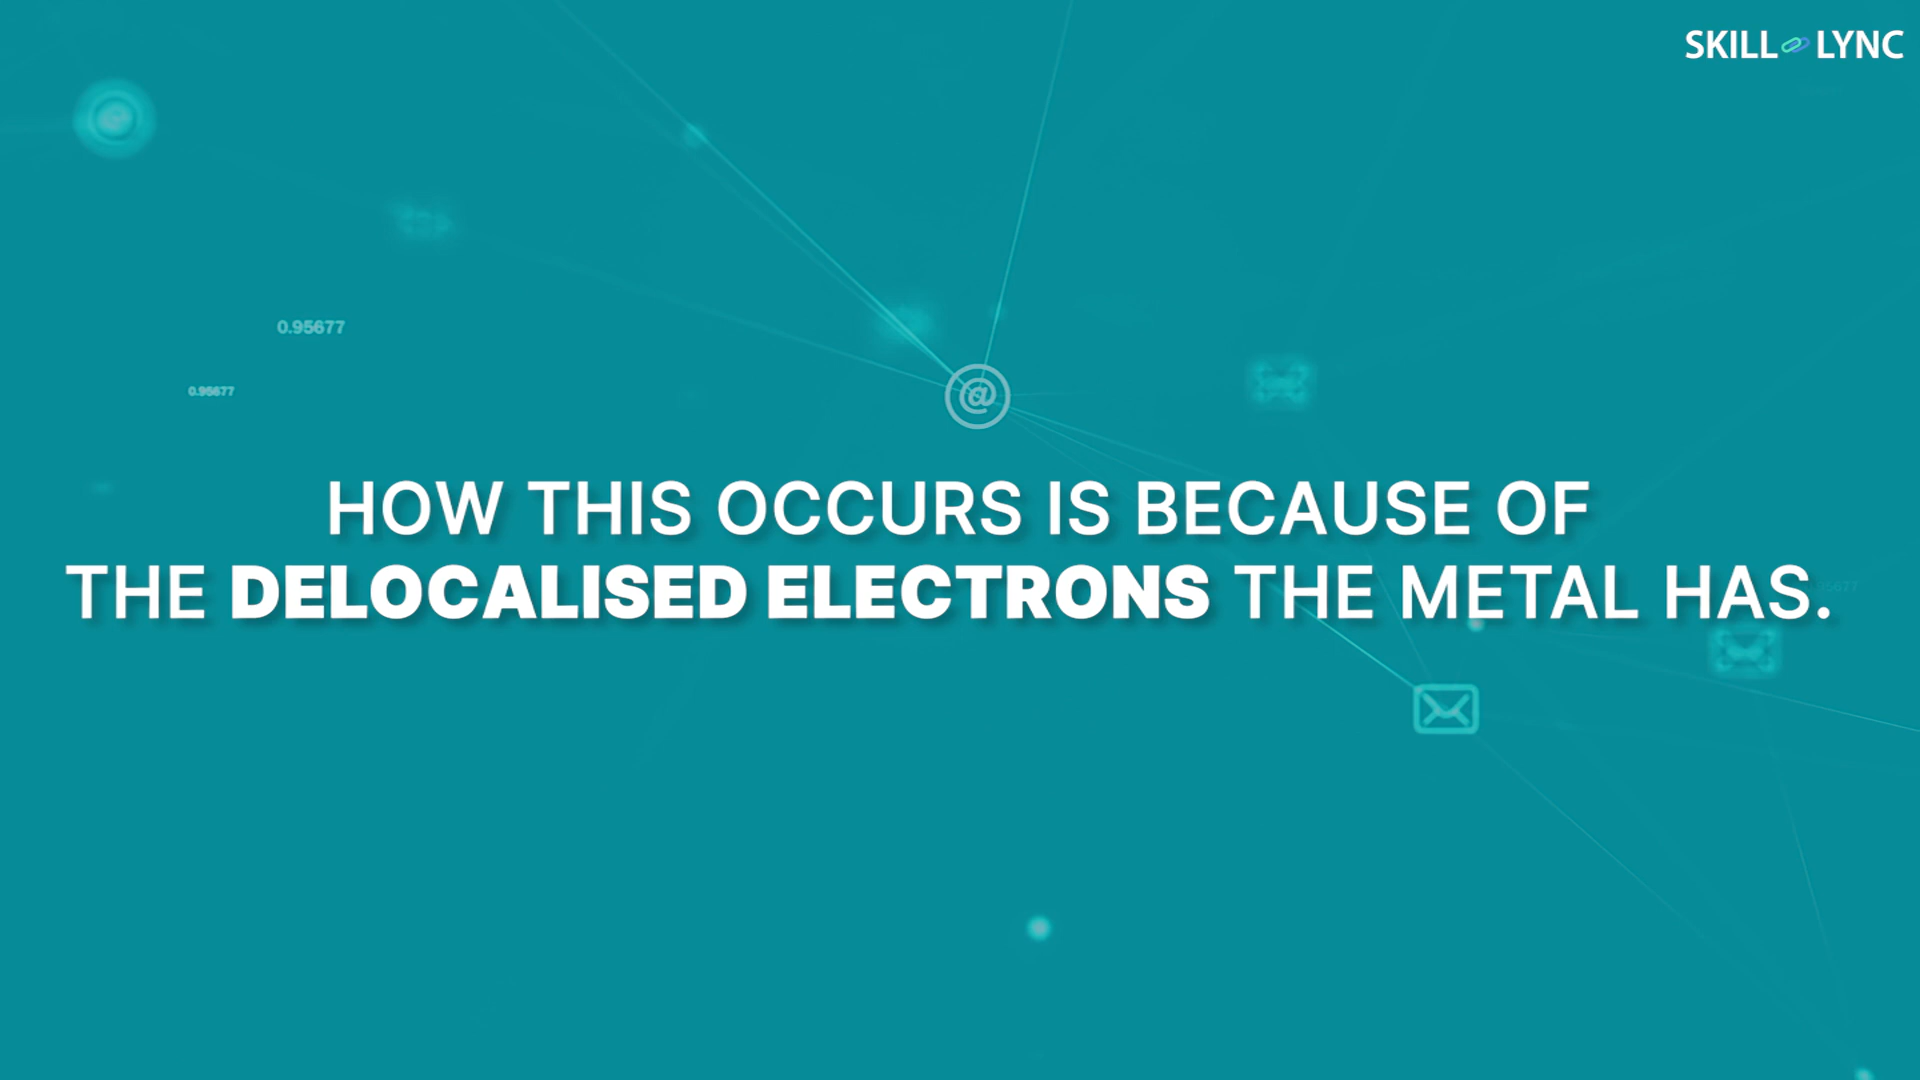 SKILL LYNC
0.95677
0.95677
@
HOW THIS OCCURS IS BECAUSE OF
THE DELOCALISED ELECTRONS THE METAL HAS.